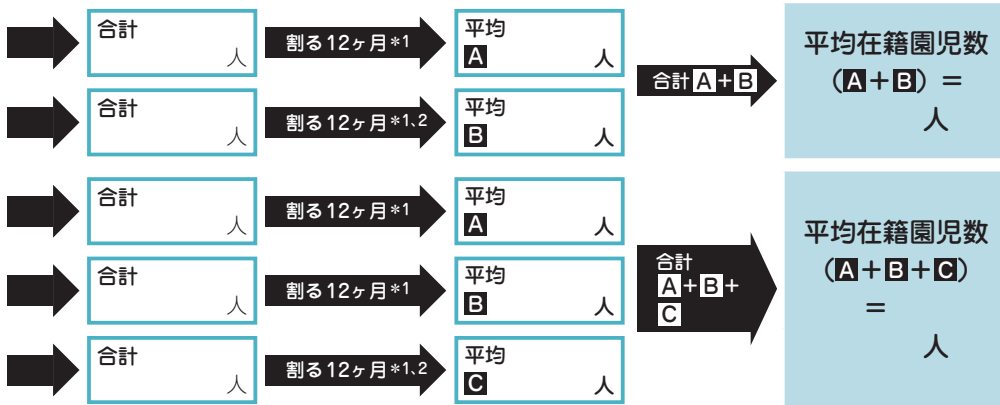 合計
人
割る12ヶ月*1
平均
A 人
合計
人
割る12ヶ月*1、2
平均
B 人
合計A+B
平均在籍園児数
(A+B) =
人
合計
人
割る12ヶ月*1
平均
A 人
合計
人
割る12ヶ月*1
平均
B 人
合計
人
割る12ヶ月*1、2
平均
C 人
合計
A+B+
C
平均在籍園児数
(A+B+C)
=
人